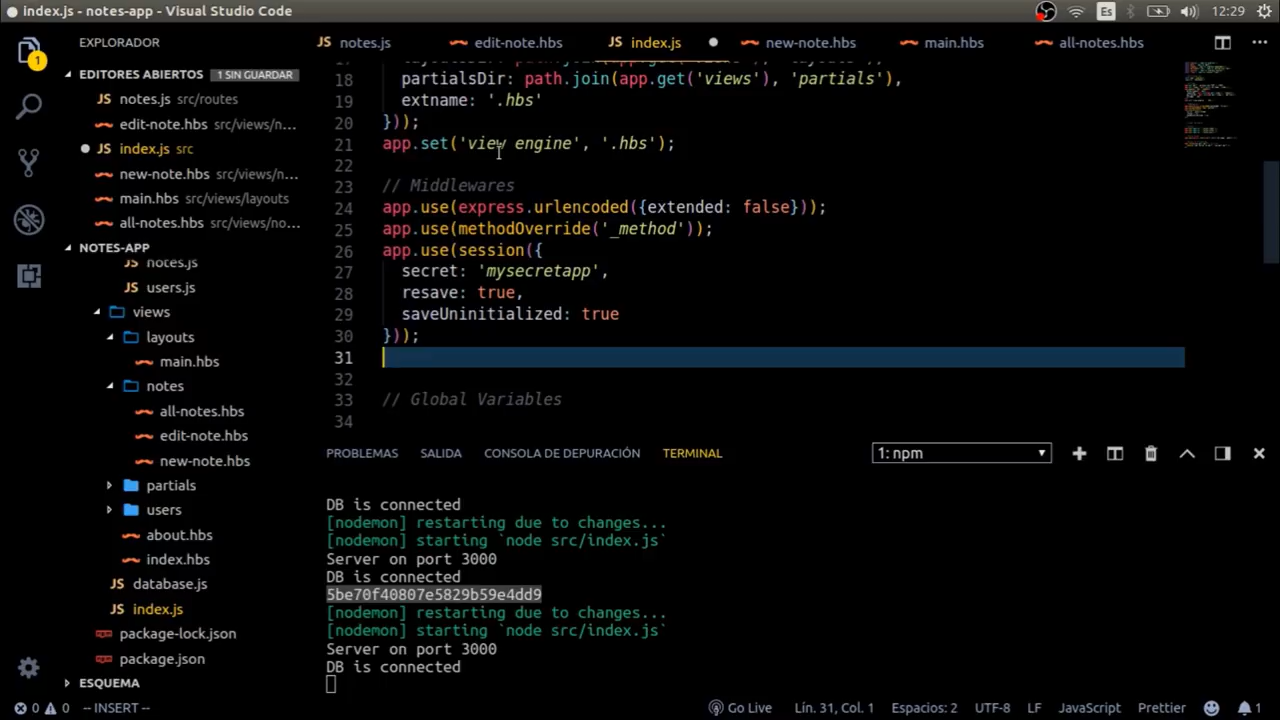 index.js - notes-app - Visual Studio Code
Es
12:29
EXPLORADOR
notes.js
edit-note.hbs
index.js
new-note.hbs
main.hbs
all-notes.hbs
1
EDITORES ABIERTOS
1 SIN GUARDAR
notes.js src/routes
edit-note.hbs src/views/n...
index.js src
new-note.hbs src/views/n...
main.hbs src/views/layouts
all-notes.hbs src/views/no...
NOTES-APP
notes.js
users.js
views
layouts
main.hbs
notes
all-notes.hbs
edit-note.hbs
new-note.hbs
partials
users
about.hbs
index.hbs
database.js
index.js
package-lock.json
package.json
ESQUEMA
18 partialsDir: path.join(app.get('views'), 'partials'),
19 extname: '.hbs'
20 }));
21 app.set('view engine', '.hbs');
22
23 // Middlewares
24 app.use(express.urlencoded({extended: false}));
25 app.use(methodOverride('_method'));
26 app.use(session({
27 secret: 'mysecretapp',
28 resave: true,
29 saveUninitialized: true
30 }));
31
32
33 // Global Variables
34
PROBLEMAS SALIDA CONSOLA DE DEPURACIÓN TERMINAL 1: npm
DB is connected
[nodemon] restarting due to changes...
[nodemon] starting `node src/index.js`
Server on port 3000
DB is connected
5be70f40807e5829b59e4dd9
[nodemon] restarting due to changes...
[nodemon] starting `node src/index.js`
Server on port 3000
DB is connected
0 0 -- INSERT -- Go Live Lín. 31, Col. 1 Espacios: 2 UTF-8 LF JavaScript Prettier 1